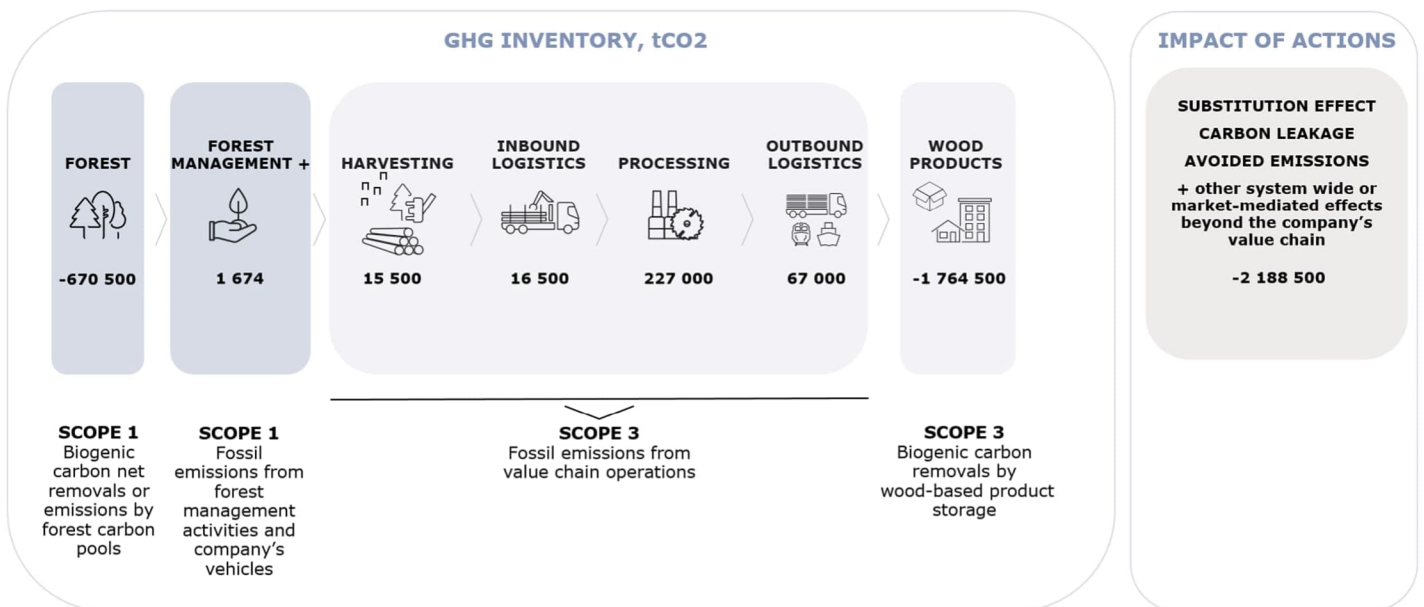 GHG INVENTORY, tCO2
IMPACT OF ACTIONS
FOREST
FOREST
MANAGEMENT +
HARVESTING
INBOUND
LOGISTICS
PROCESSING
OUTBOUND
LOGISTICS
WOOD
PRODUCTS
-670 500
1 674
15 500
16 500
227 000
67 000
-1 764 500
SUBSTITUTION EFFECT
CARBON LEAKAGE
AVOIDED EMISSIONS
+ other system wide or
market-mediated effects
beyond the company's
value chain
-2 188 500
SCOPE 1
Biogenic
carbon net
removals or
emissions by
forest carbon
pools
SCOPE 1
Fossil
emissions from
forest
management
activities and
company's
vehicles
SCOPE 3
Fossil emissions from
value chain operations
SCOPE 3
Biogenic carbon
removals by
wood-based product
storage